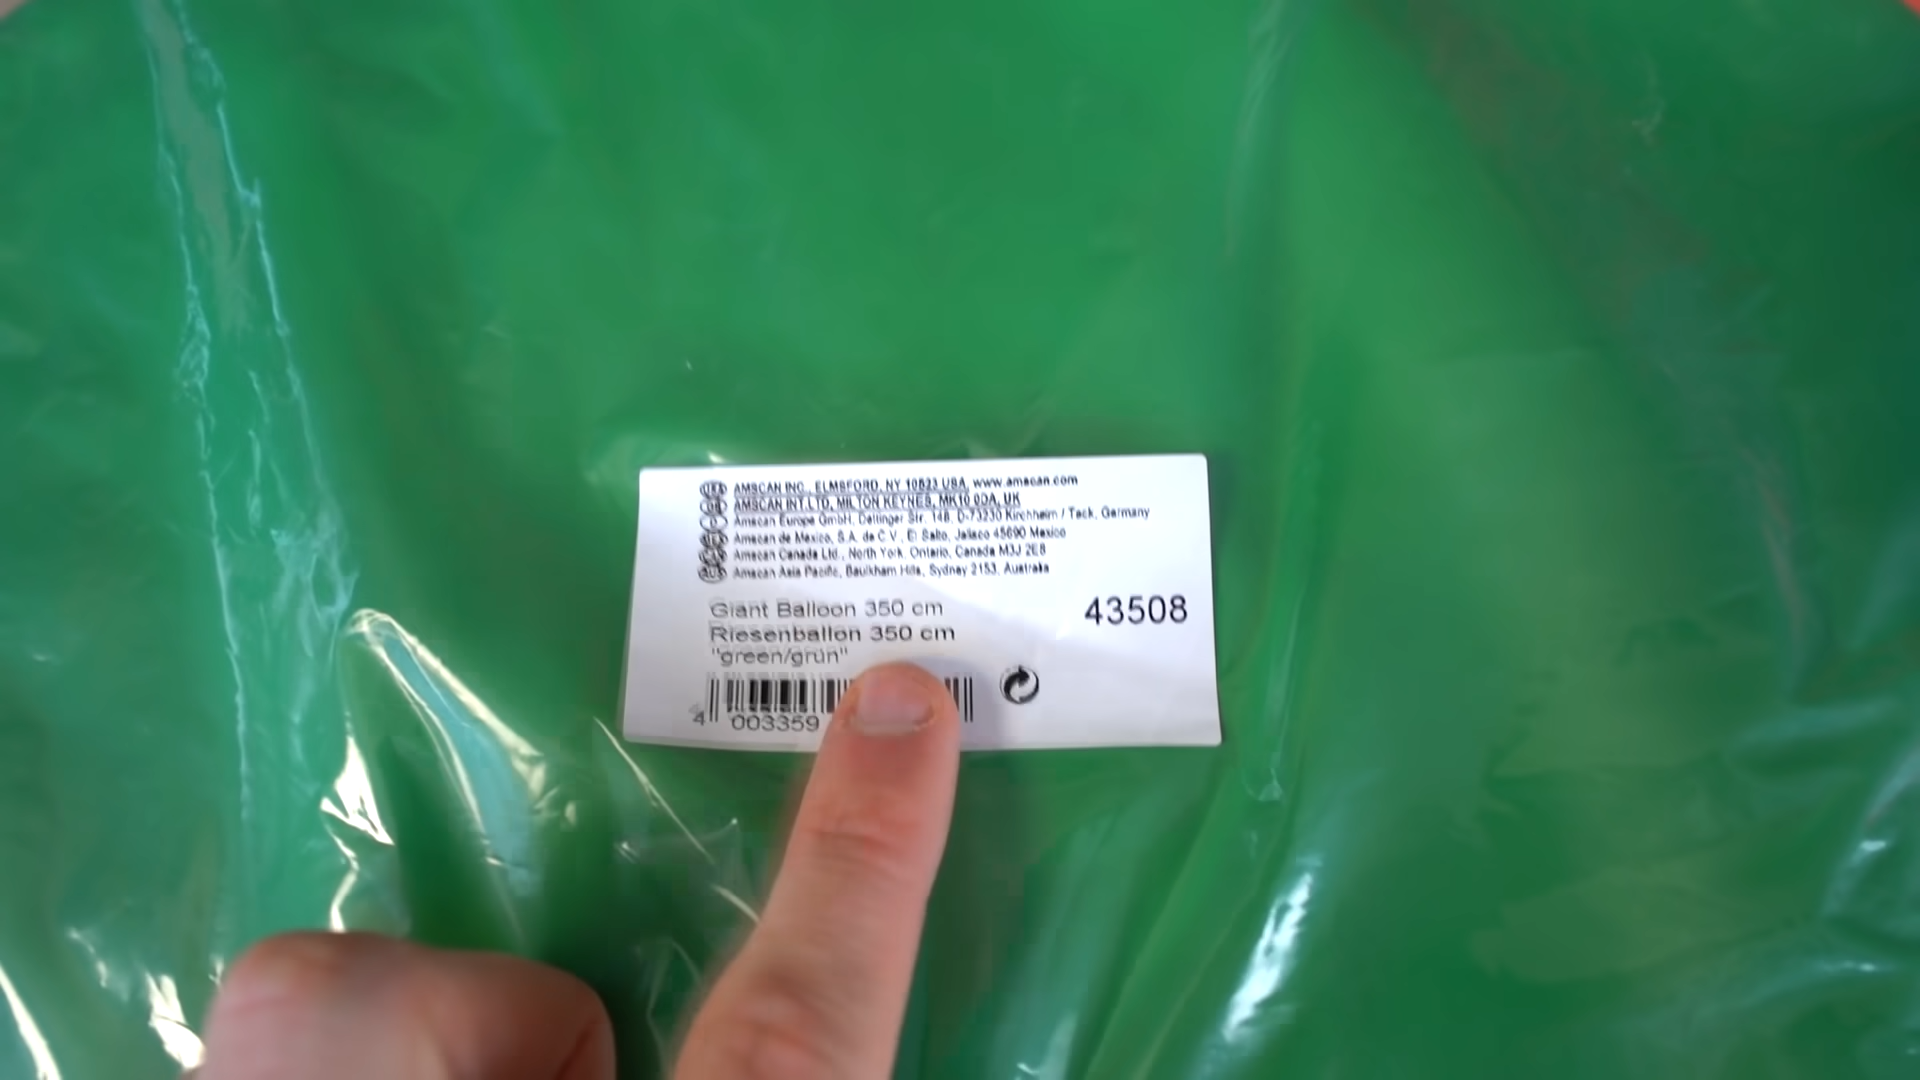 USA AMSCAN INC., ELMSFORD, NY 10523 USA, www.amscan.com
GB AMSCAN INT.LTD, MILTON KEYNES, MK10 0DA, UK
D Amscan Europe GmbH, Dettinger Str. 148, D-73230 Kirchheim / Teck, Germany
Amscan de Mexico, S.A. de C.V., El Salto, Jalisco 45690 Mexico
Amscan Canada Ltd., North York, Ontario, Canada M3J 2E8
AUS Amscan Asia Pacific, Baulkham Hills, Sydney 2153, Australia
Giant Balloon 350 cm
43508
Riesenballon 350 cm
"green/grün"
4 003359